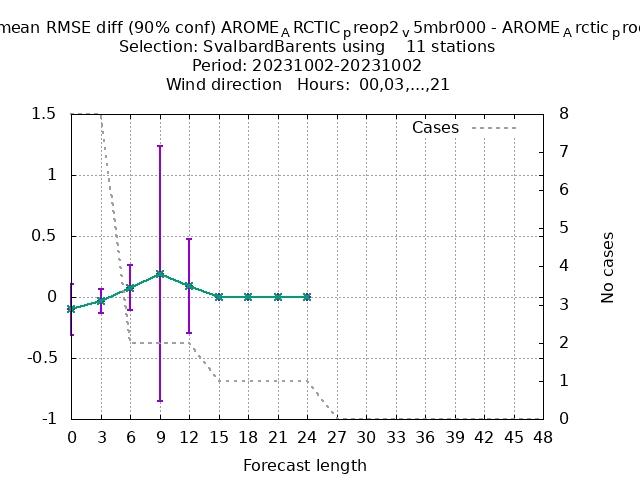 mean RMSE diff (90% conf) AROME_ARCTIC_preop2_v5mbr000 - AROME_Arctic_pro
Selection: SvalbardBarents using 11 stations
Period: 20231002-20231002
Wind direction Hours: 00,03,...,21
Cases
1.5
1
0.5
0
-0.5
-1
8
7
6
5
4
3
2
1
0
No cases
0 3 6 9 12 15 18 21 24 27 30 33 36 39 42 45 48
Forecast length